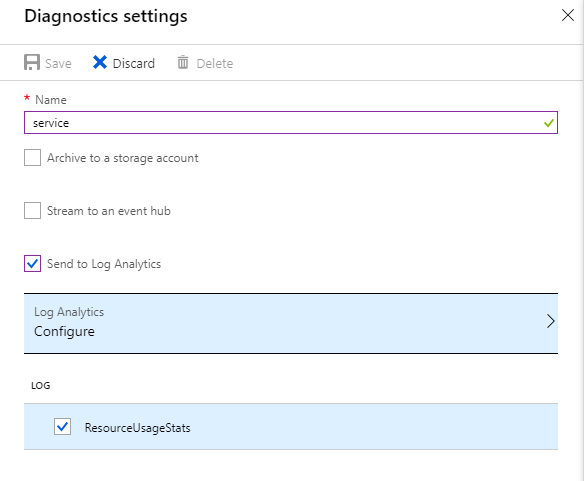 Diagnostics settings
Save Discard Delete
* Name
service
Archive to a storage account
Stream to an event hub
Send to Log Analytics
Log Analytics
Configure
LOG
ResourceUsageStats